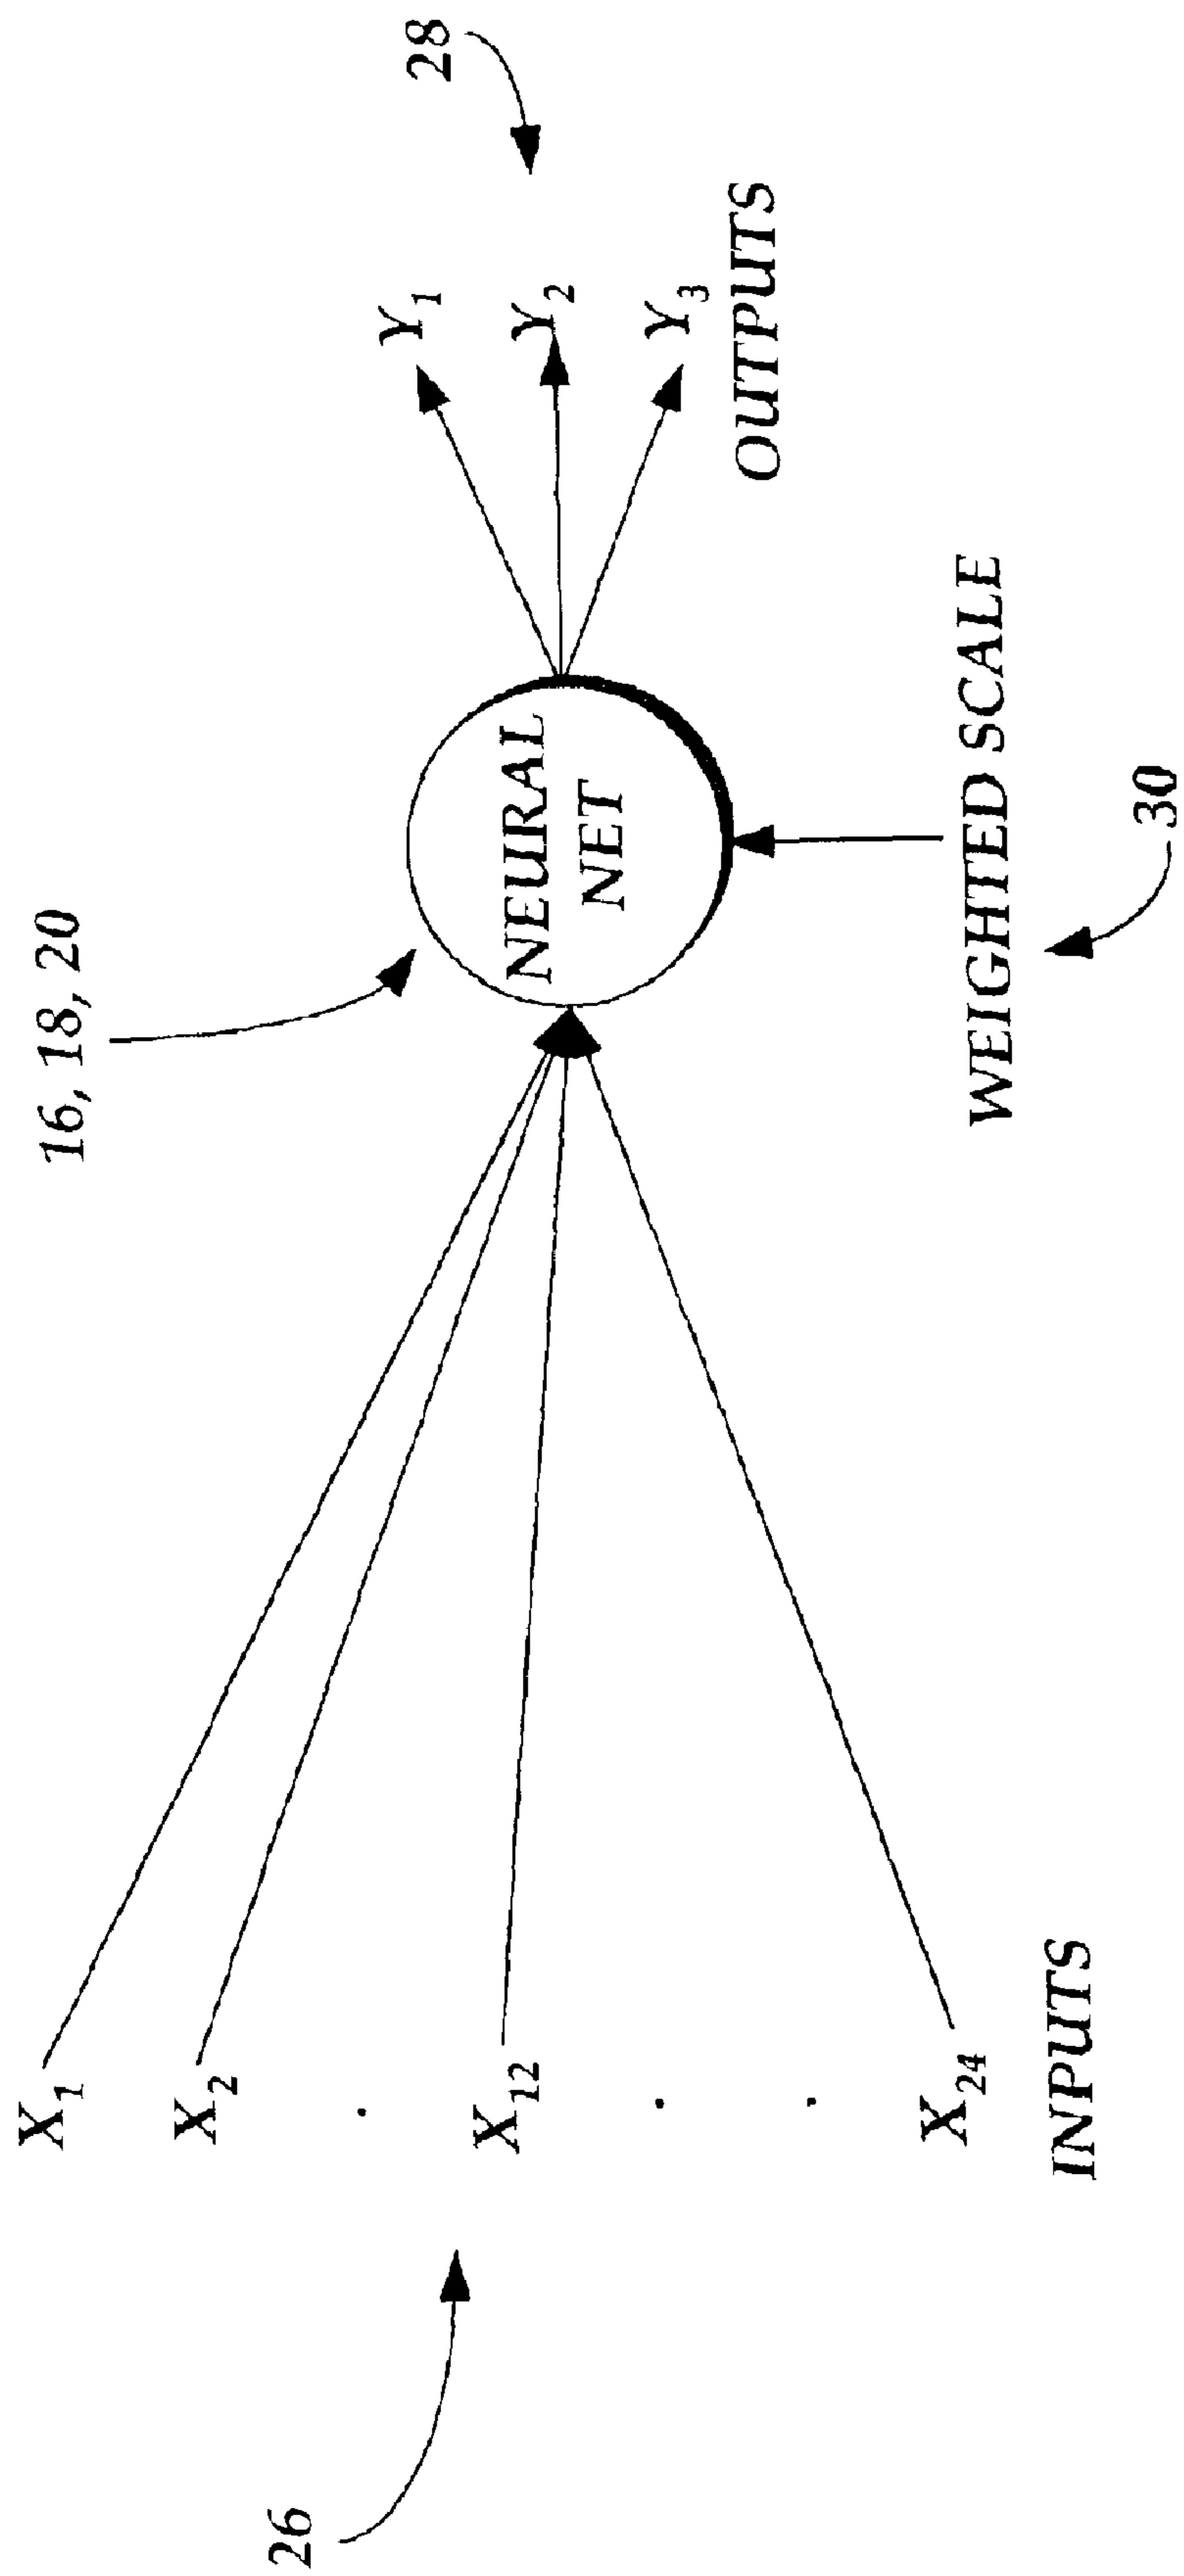 16, 18, 20
28
X₁
X₂
.
X₁₂
.
.
X₂₄
INPUTS
26
NEURAL
NET
Y₁
Y₂
Y₃
OUTPUTS
WEIGHTED SCALE
30